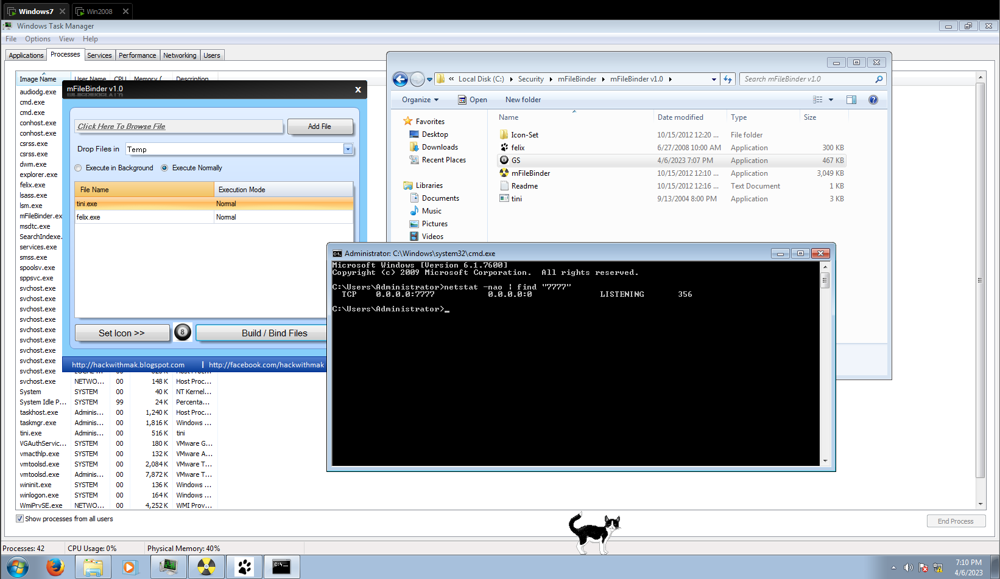 Windows7
Win2008
Windows Task Manager
File Options View Help
Applications Processes Services Performance Networking Users
Image Name User Name CPU Memory ( Description
audiodg.exe
cmd.exe
cmd.exe
conhost.exe
conhost.exe
csrss.exe
csrss.exe
dwm.exe
explorer.exe
felix.exe
lsass.exe
lsm.exe
mFileBinder.ex
msdtc.exe
SearchIndexe.
services.exe
smss.exe
spoolsv.exe
sppsvc.exe
svchost.exe
svchost.exe
svchost.exe
svchost.exe
svchost.exe
svchost.exe
svchost.exe
svchost.exe
svchost.exe
svchost.exe NETWO... 00 148 K Host Proc...
System SYSTEM 00 40 K NT Kernel...
System Idle P... SYSTEM 99 24 K Percenta...
taskhost.exe Adminis... 00 1,240 K Host Proc...
taskmgr.exe Adminis... 00 1,816 K Windows ...
tini.exe Adminis... 00 516 K tini
VGAuthServic... SYSTEM 00 180 K VMware G...
vmacthlp.exe SYSTEM 00 132 K VMware A...
vmtoolsd.exe SYSTEM 00 2,084 K VMware T...
vmtoolsd.exe Adminis... 00 7,872 K VMware T...
wininit.exe SYSTEM 00 136 K Windows ...
winlogon.exe SYSTEM 00 164 K Windows ...
WmiPrvSE.exe NETWO... 00 4,252 K WMI Prov...
Show processes from all users
End Process
Processes: 42 CPU Usage: 0% Physical Memory: 40%
mFileBinder v1.0 x
Click Here To Browse File
Add File
Drop Files in Temp
Execute in Background Execute Normally
File Name Execution Mode
tini.exe Normal
felix.exe Normal
Set Icon >> 8 Build / Bind Files
http://hackwithmak.blogspot.com | http://facebook.com/hackwithmak
« Local Disk (C:) Security mFileBinder mFileBinder v1.0
Search mFileBinder v1.0
Organize Open New folder
Favorites
Desktop
Downloads
Recent Places
Libraries
Documents
Music
Pictures
Videos
Name Date modified Type Size
Icon-Set 10/15/2012 12:20 ... File folder
felix 6/27/2008 10:00 AM Application 300 KB
GS 4/6/2023 7:07 PM Application 467 KB
mFileBinder 10/15/2012 12:10 ... Application 3,049 KB
Readme 10/15/2012 12:16 ... Text Document 1 KB
tini 9/13/2004 8:00 PM Application 3 KB
Administrator: C:\Windows\system32\cmd.exe
Microsoft Windows [Version 6.1.7600]
Copyright (c) 2009 Microsoft Corporation. All rights reserved.
C:\Users\Administrator>netstat -nao | find "7777"
TCP 0.0.0.0:7777 0.0.0.0:0 LISTENING 356
C:\Users\Administrator>_
7:10 PM
4/6/2023